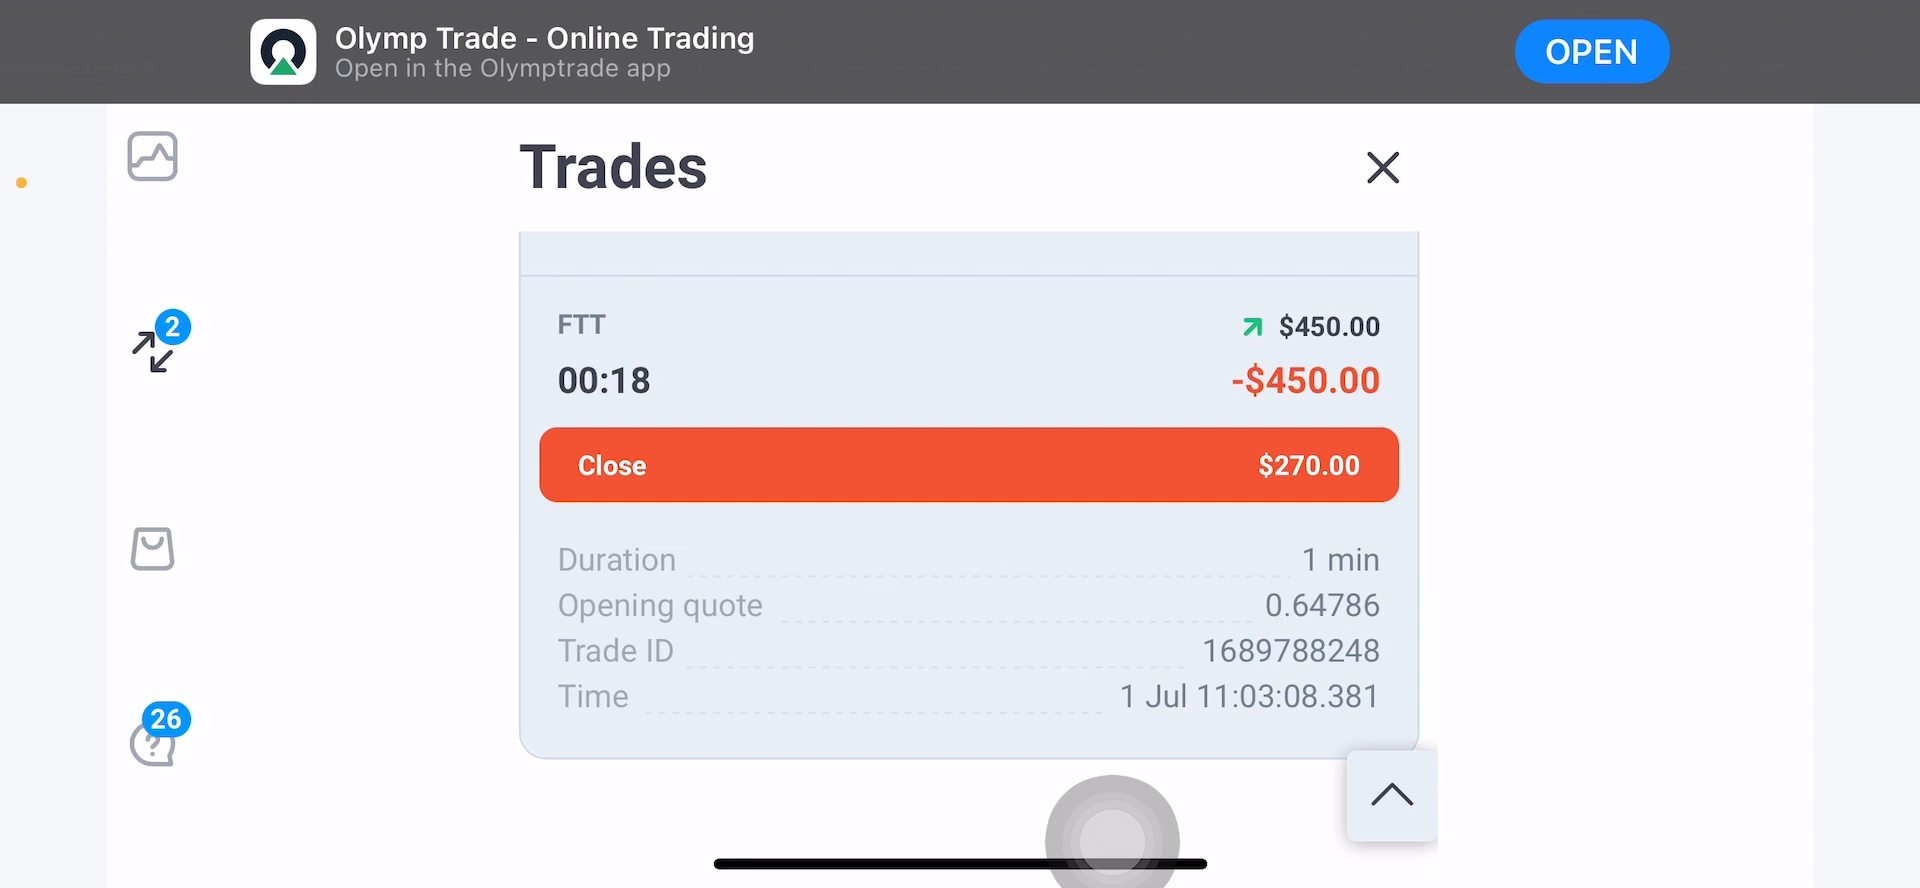 Olymp Trade - Online Trading
Open in the Olymptrade app
OPEN
Trades
2
FTT
$450.00
00:18
-$450.00
Close
$270.00
Duration
1 min
Opening quote
0.64786
Trade ID
1689788248
Time
1 Jul 11:03:08.381
26
?